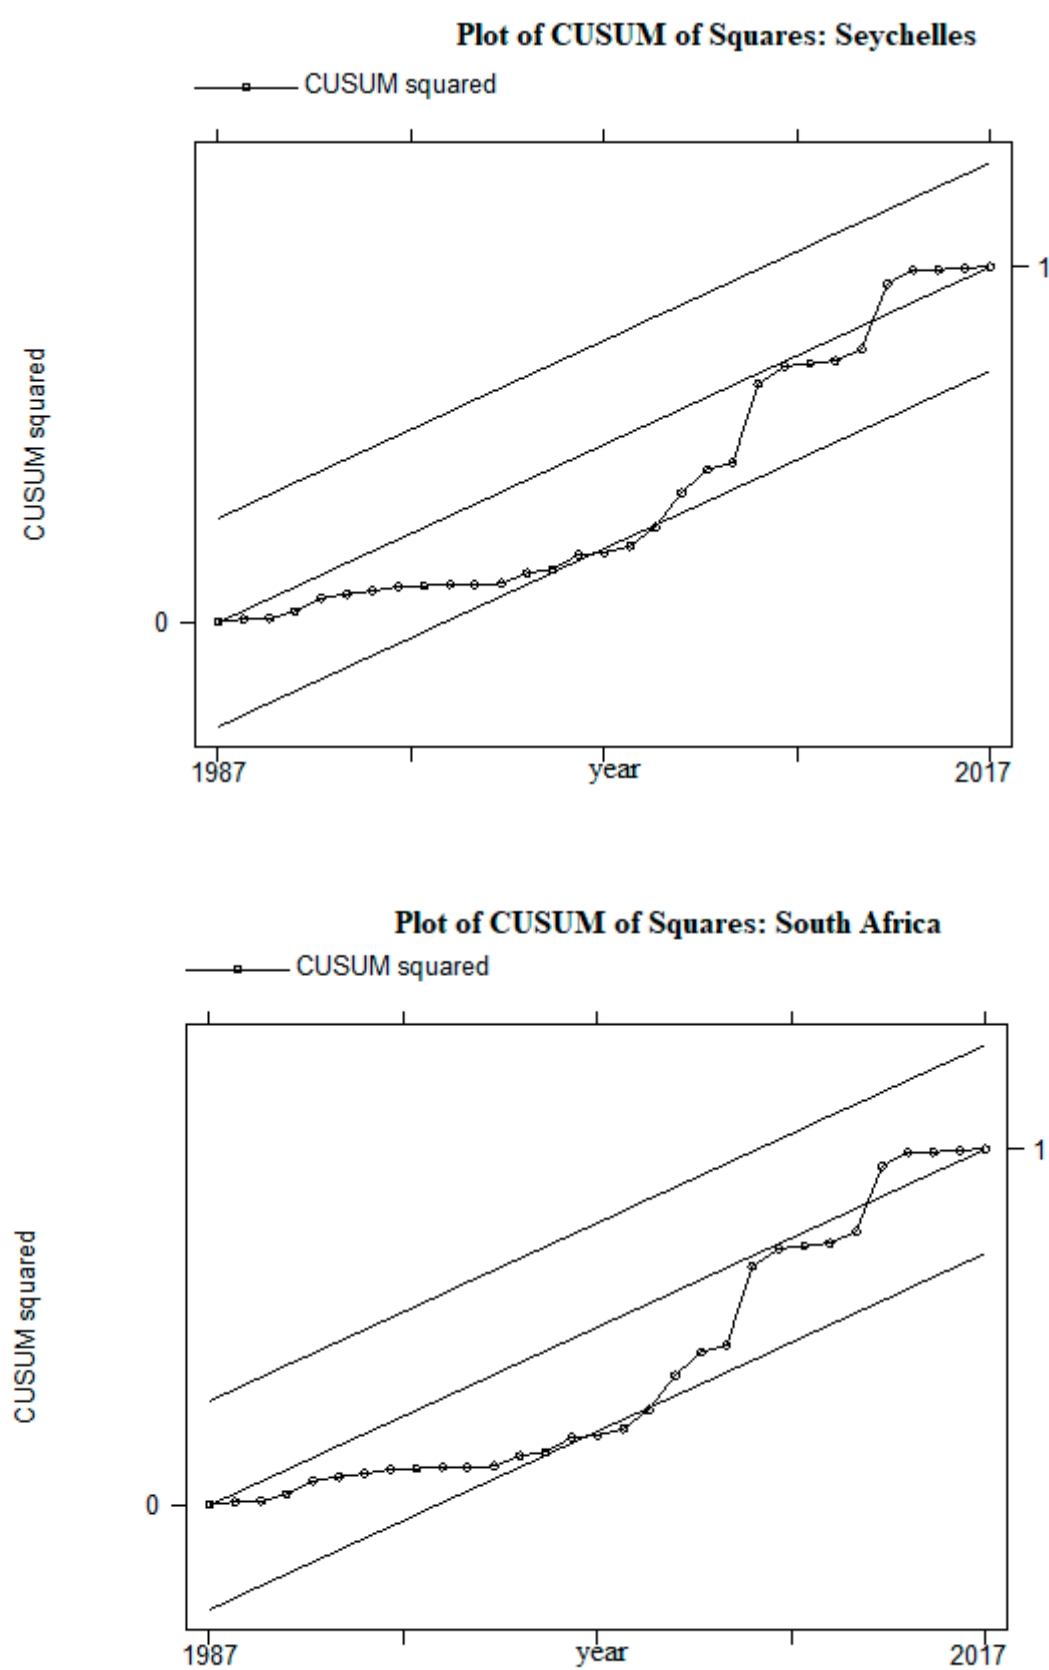 Plot of CUSUM of Squares: Seychelles
CUSUM squared
CUSUM squared
1
0
1987 year 2017
Plot of CUSUM of Squares: South Africa
CUSUM squared
CUSUM squared
1
0
1987 year 2017